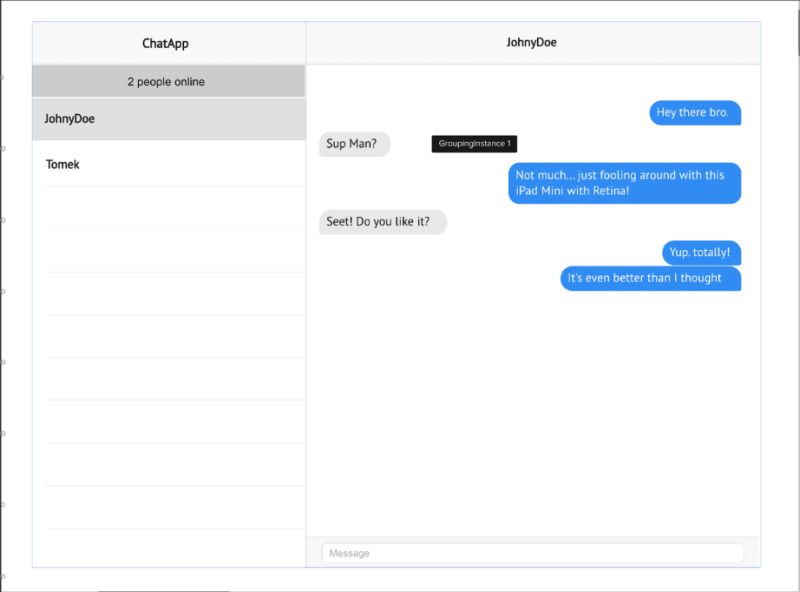 ChatApp
JohnyDoe
2 people online
JohnyDoe
Tomek
Hey there bro.
Sup Man?
GroupingInstance 1
Not much... just fooling around with this
iPad Mini with Retina!
Seet! Do you like it?
Yup. totally!
It's even better than I thought
Message